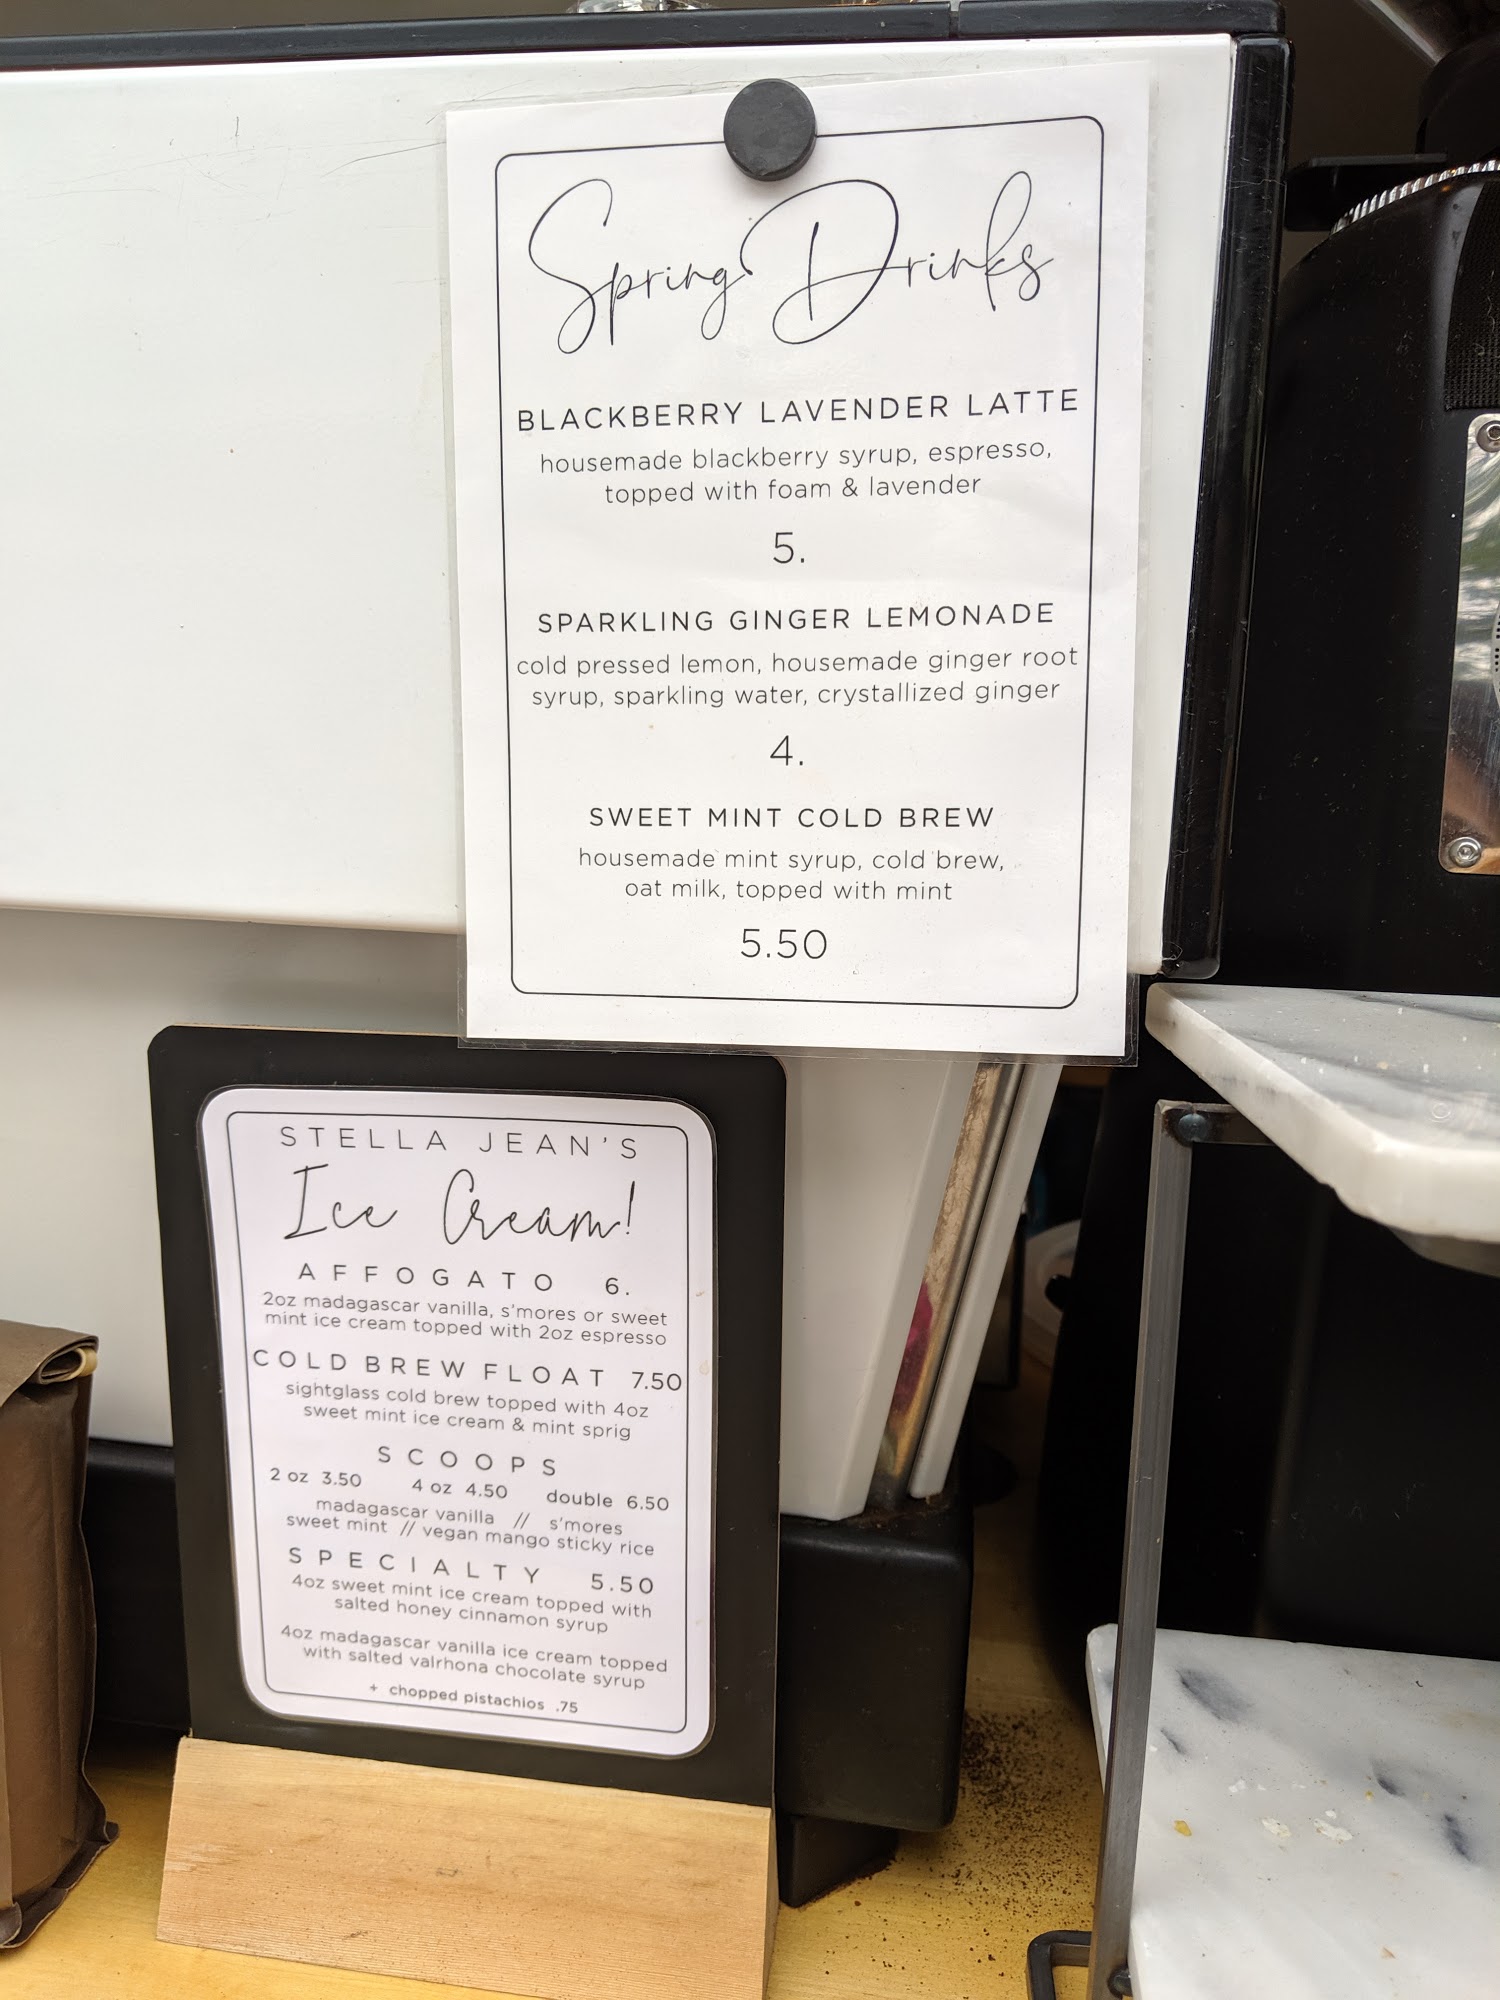 Spring Drinks
BLACKBERRY LAVENDER LATTE
housemade blackberry syrup, espresso,
topped with foam & lavender
5.
SPARKLING GINGER LEMONADE
cold pressed lemon, housemade ginger root
syrup, sparkling water, crystallized ginger
4.
SWEET MINT COLD BREW
housemade mint syrup, cold brew,
oat milk, topped with mint
5.50
STELLA JEAN'S
Ice Cream!
AFFOGATO 6.
2oz madagascar vanilla, s'mores or sweet
mint ice cream topped with 2oz espresso
COLD BREW FLOAT 7.50
sightglass cold brew topped with 4oz
sweet mint ice cream & mint sprig
SCOOPS
2 oz 3.50 4 oz 4.50 double 6.50
madagascar vanilla // s'mores
sweet mint // vegan mango sticky rice
SPECIALTY 5.50
4oz sweet mint ice cream topped with
salted honey cinnamon syrup
4oz madagascar vanilla ice cream topped
with salted valrhona chocolate syrup
+ chopped pistachios .75